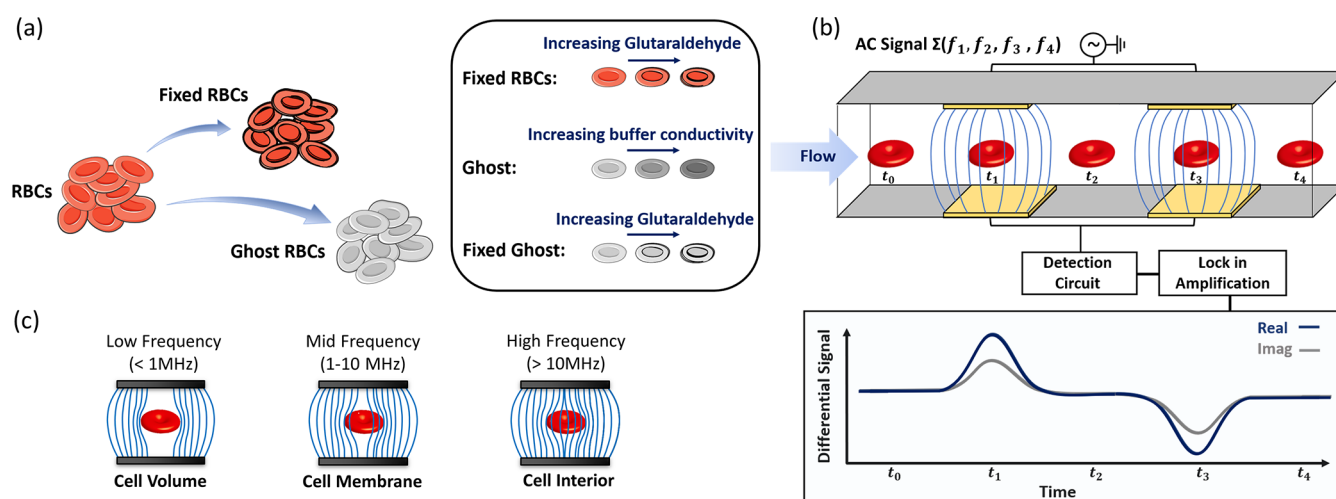 (a)
RBCs
Fixed RBCs
Ghost RBCs
Increasing Glutaraldehyde
Fixed RBCs:
Increasing buffer conductivity
Ghost:
Increasing Glutaraldehyde
Fixed Ghost:
(b)
AC Signal Σ(f₁, f₂, f₃ , f₄)
Flow
t₀ t₁ t₂ t₃ t₄
Detection
Circuit
Lock in
Amplification
Differential Signal
Real
Imag
t₀ t₁ t₂ t₃ t₄
Time
(c)
Low Frequency
(< 1MHz)
Cell Volume
Mid Frequency
(1-10 MHz)
Cell Membrane
High Frequency
(> 10MHz)
Cell Interior